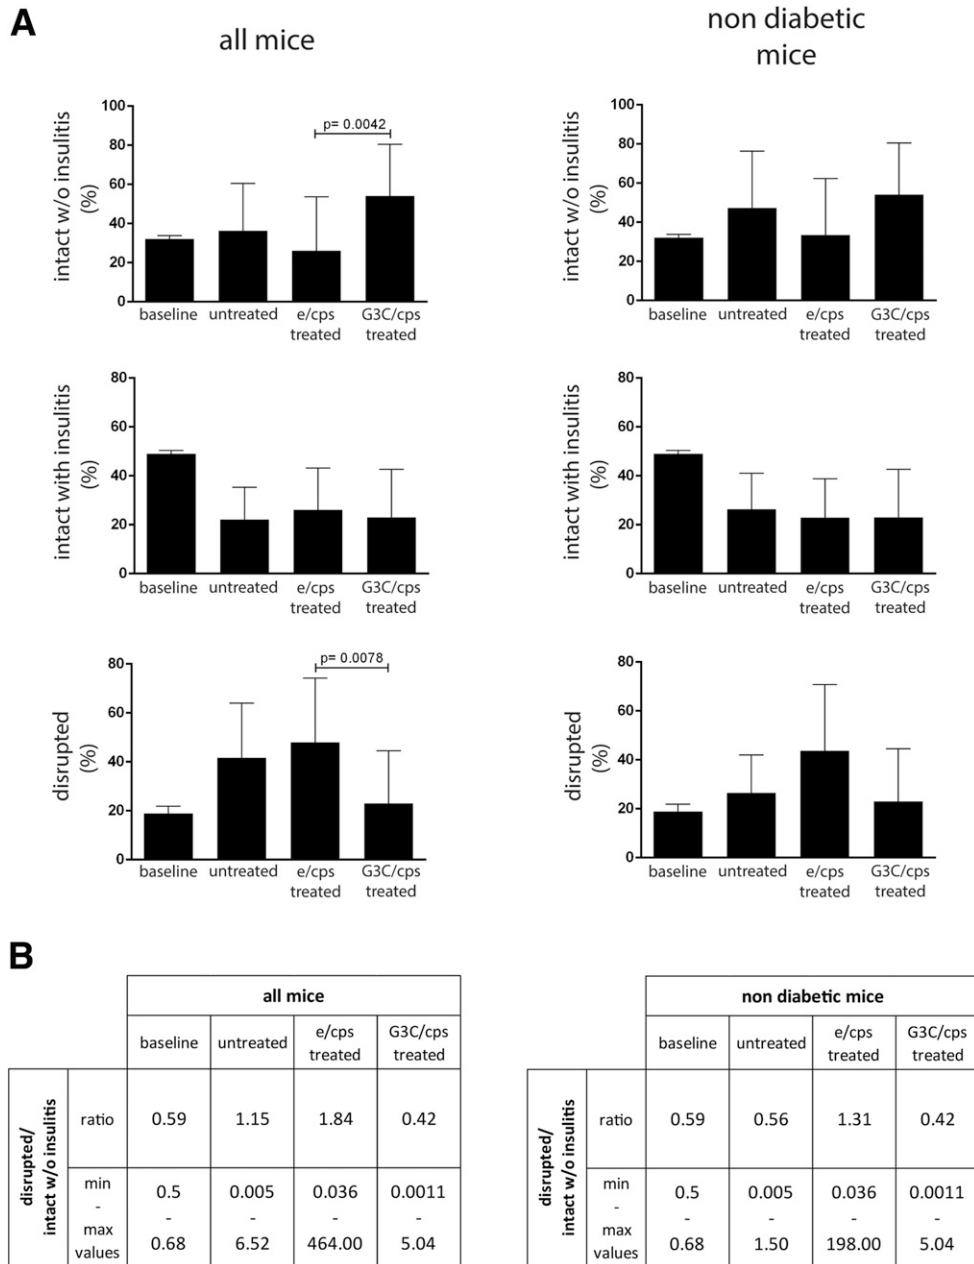 A
all mice
non diabetic
mice
intact w/o insulitis
(%)
100
80
60
40
20
0
p= 0.0042
baseline untreated e/cps G3C/cps
treated treated
intact w/o insulitis
(%)
100
80
60
40
20
0
baseline untreated e/cps G3C/cps
treated treated
intact with insulitis
(%)
80
60
40
20
0
baseline untreated e/cps G3C/cps
treated treated
intact with insulitis
(%)
80
60
40
20
0
baseline untreated e/cps G3C/cps
treated treated
disrupted
(%)
80
60
40
20
0
p= 0.0078
baseline untreated e/cps G3C/cps
treated treated
disrupted
(%)
80
60
40
20
0
baseline untreated e/cps G3C/cps
treated treated
B
all mice
baseline untreated e/cps G3C/cps
treated treated
disrupted/
intact w/o insulitis
ratio 0.59 1.15 1.84 0.42
min 0.5 0.005 0.036 0.0011
- - - - -
max
values 0.68 6.52 464.00 5.04
non diabetic mice
baseline untreated e/cps G3C/cps
treated treated
disrupted/
intact w/o insulitis
ratio 0.59 0.56 1.31 0.42
min 0.5 0.005 0.036 0.0011
- - - - -
max
values 0.68 1.50 198.00 5.04